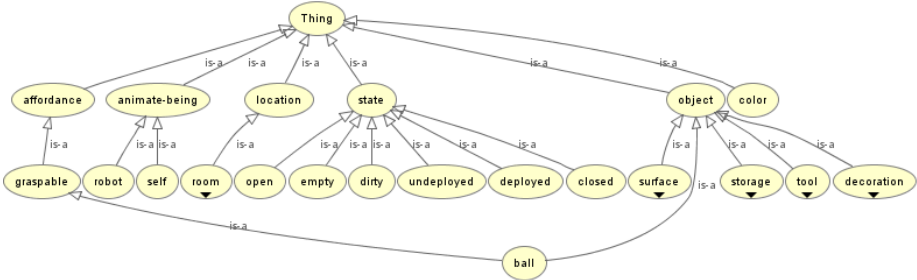 Thing
is-a
is-a
is-a
is-a
is-a
is-a
affordance
animate-being
location
state
object
color
is-a
is-a
is-a
is-a
is-a
is-a
is-a
is-a
is-a
is-a
is-a
is-a
is-a
graspable
robot
self
room
open
empty
dirty
undeployed
deployed
closed
surface
storage
tool
decoration
is-a
is-a
ball